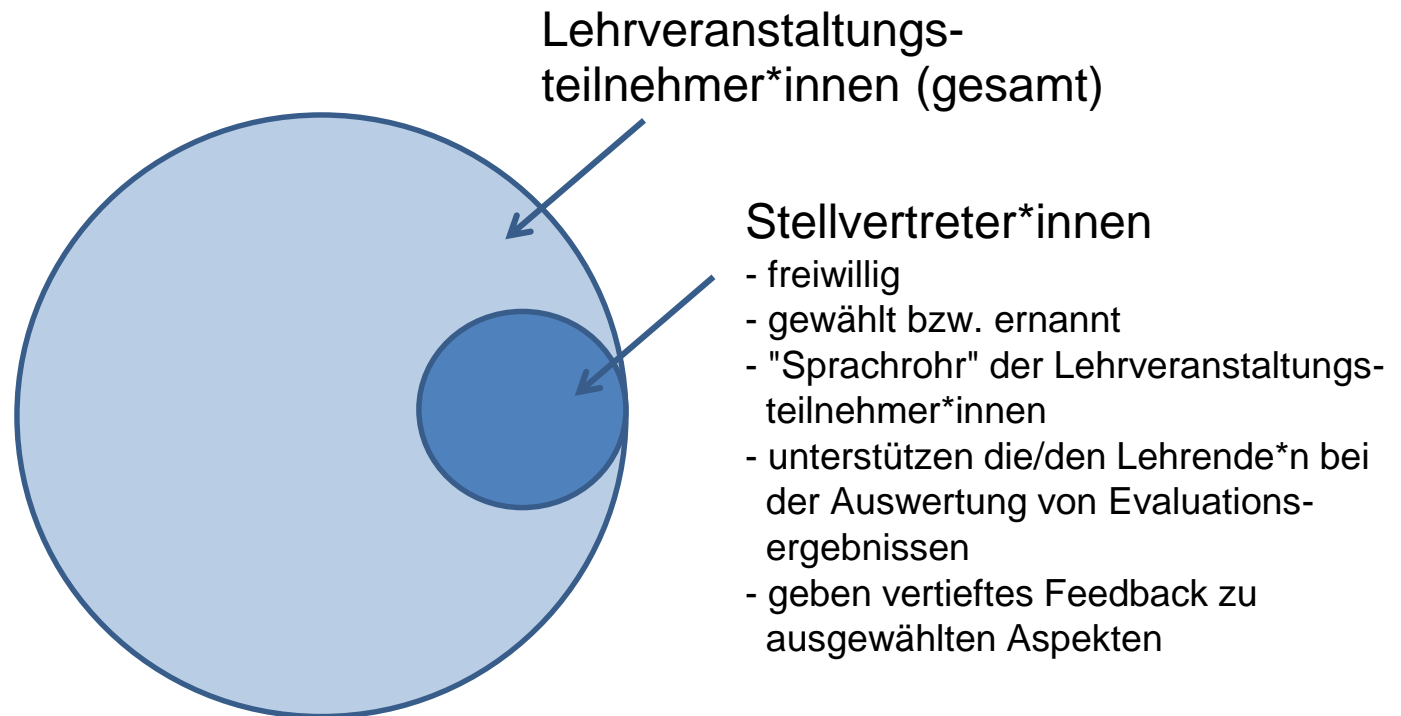 Lehrveranstaltungs-
teilnehmer*innen (gesamt)
Stellvertreter*innen
- freiwillig
- gewählt bzw. ernannt
- "Sprachrohr" der Lehrveranstaltungs-
teilnehmer*innen
- unterstützen die/den Lehrende*n bei
der Auswertung von Evaluations-
ergebnissen
- geben vertieftes Feedback zu
ausgewählten Aspekten